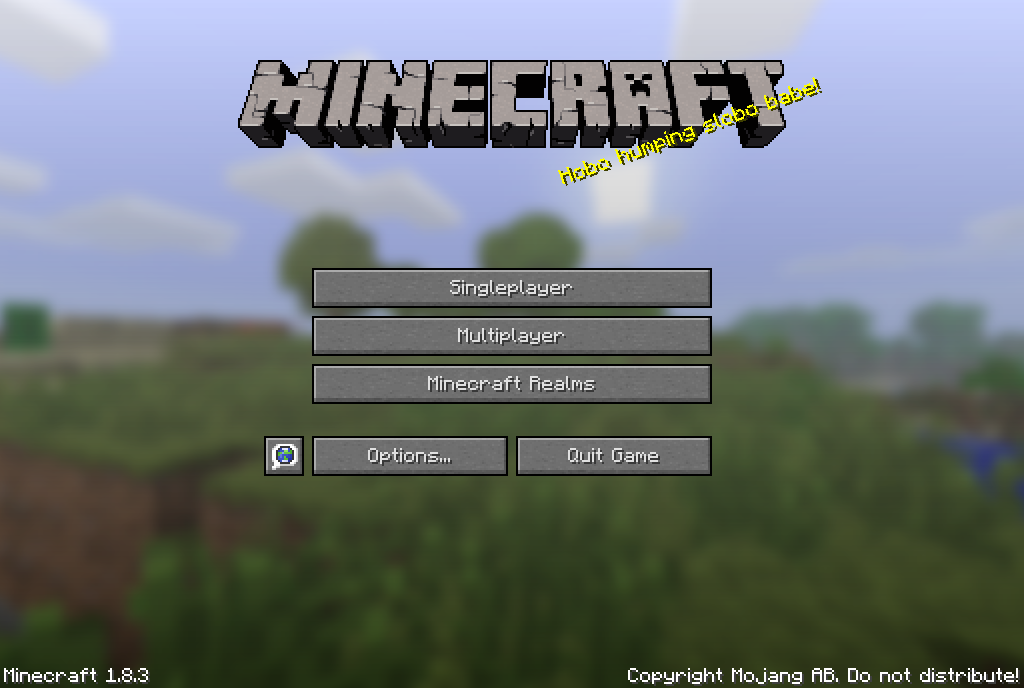 MINECRAFT
Hobo humping slobo babe!
Singleplayer
Multiplayer
Minecraft Realms
Options...
Quit Game
Minecraft 1.8.3
Copyright Mojang AB. Do not distribute!